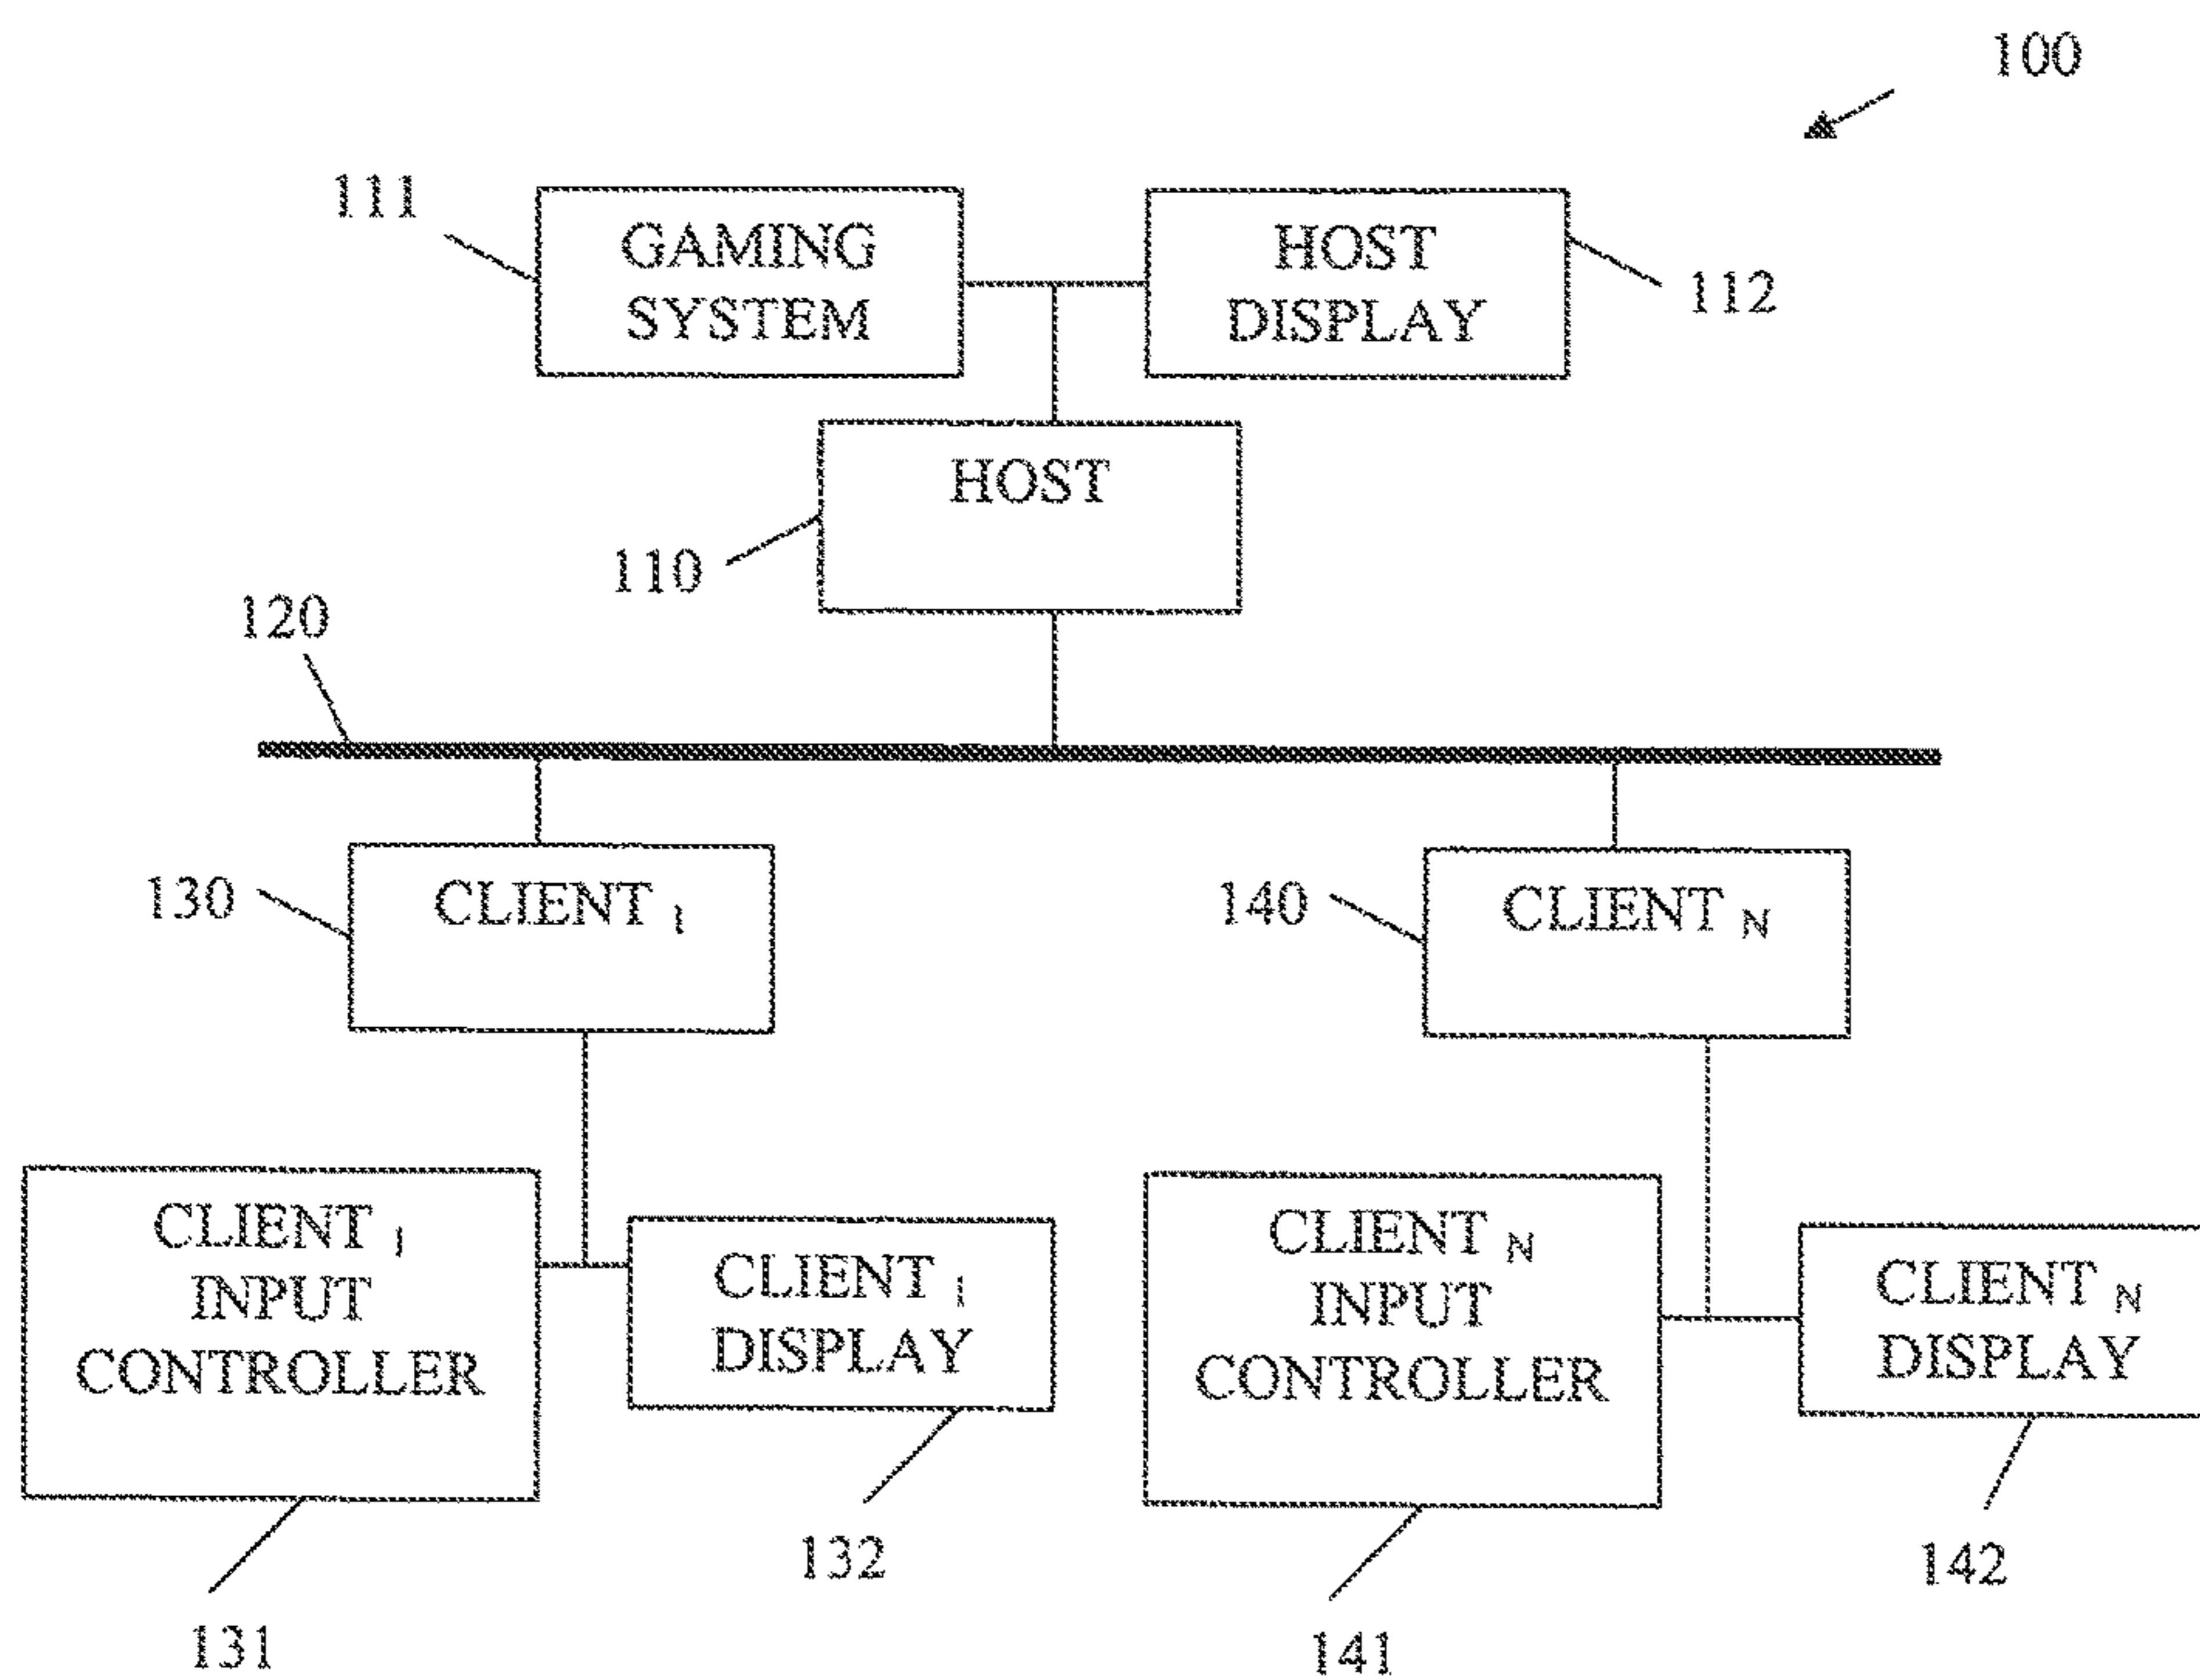 100
111
GAMING
SYSTEM
HOST
DISPLAY
112
HOST
110
120
130
CLIENT 1
140
CLIENT N
CLIENT 1
INPUT
CONTROLLER
CLIENT 1
DISPLAY
CLIENT N
INPUT
CONTROLLER
CLIENT N
DISPLAY
132
142
131
141